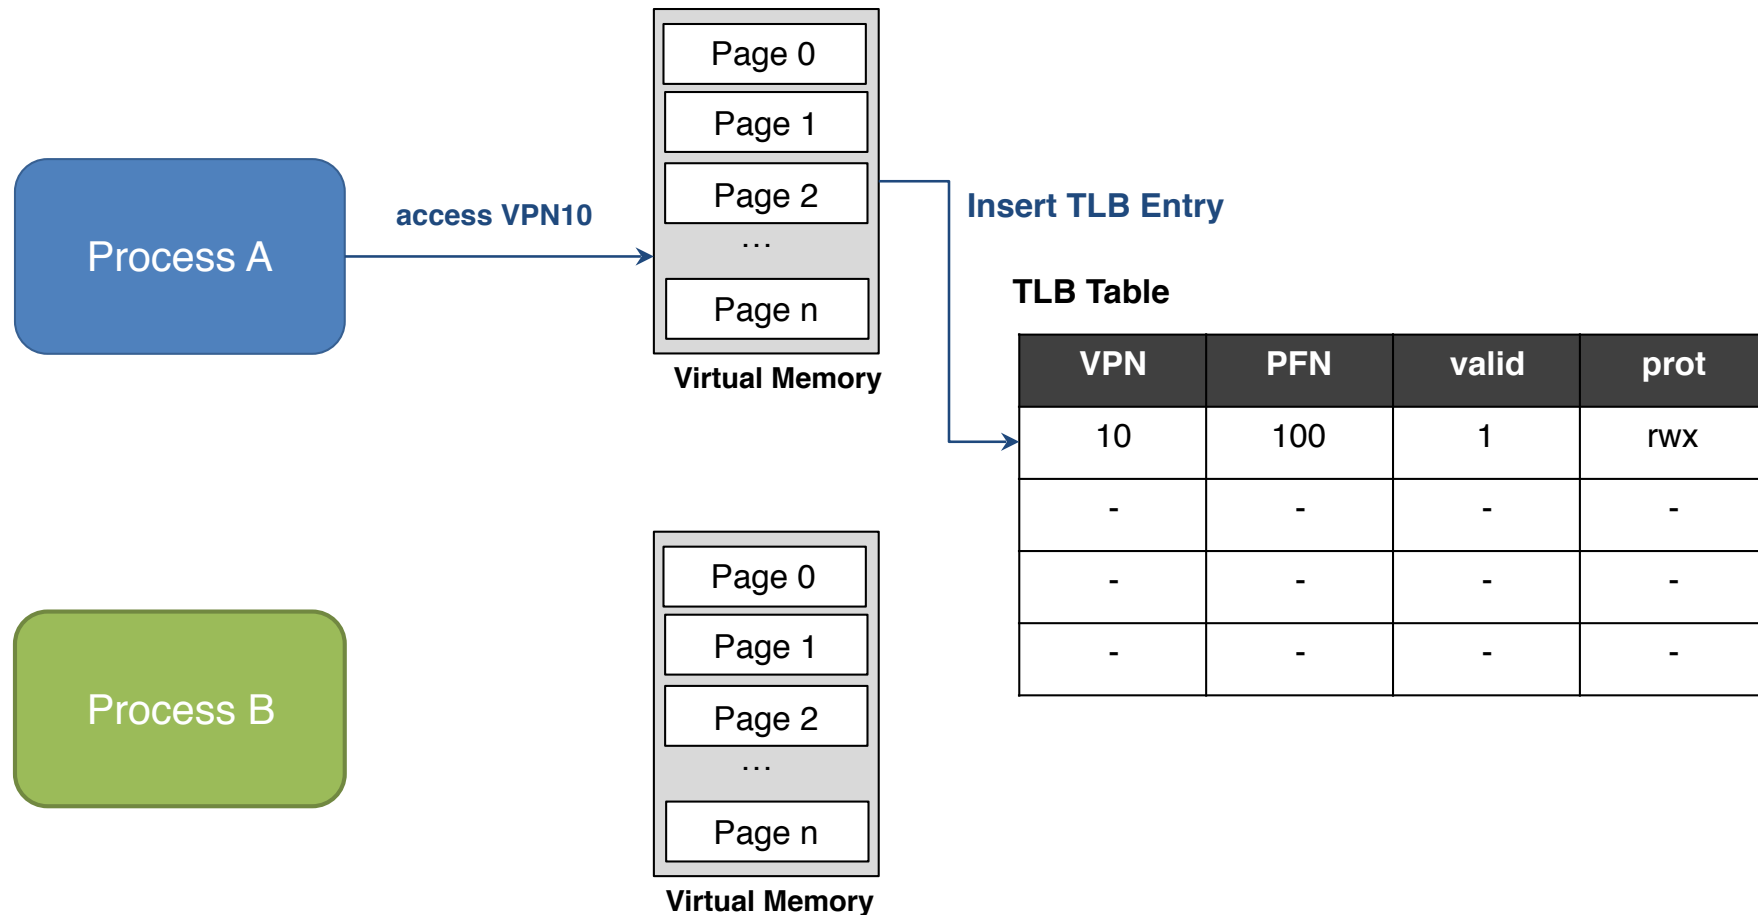 Process A
access VPN10
Page 0
Page 1
Page 2
...
Page n
Virtual Memory
Insert TLB Entry
TLB Table
VPN PFN valid prot
10 100 1 rwx
- - - -
- - - -
- - - -
Process B
Page 0
Page 1
Page 2
...
Page n
Virtual Memory